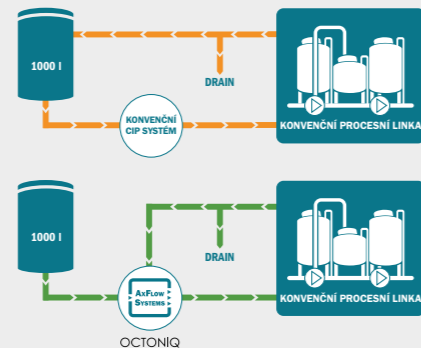 1000 l
DRAIN
KONVENČNÍ
CIP SYSTÉM
KONVENČNÍ PROCESNÍ LINKA
1000 l
DRAIN
AxFlow
Systems
OCTONIQ
KONVENČNÍ PROCESNÍ LINKA